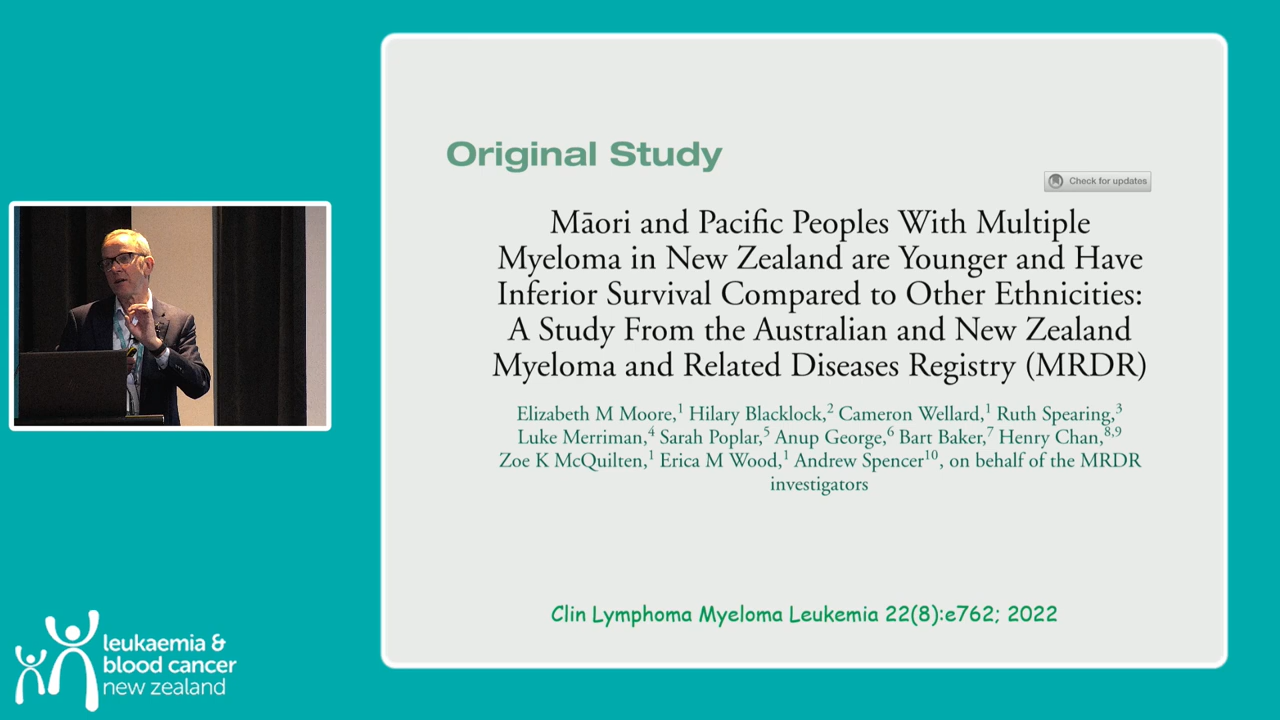 Original Study
Check for updates
Māori and Pacific Peoples With Multiple
Myeloma in New Zealand are Younger and Have
Inferior Survival Compared to Other Ethnicities:
A Study From the Australian and New Zealand
Myeloma and Related Diseases Registry (MRDR)
Elizabeth M Moore,1 Hilary Blacklock,2 Cameron Wellard,1 Ruth Spearing,3
Luke Merriman,4 Sarah Poplar,5 Anup George,6 Bart Baker,7 Henry Chan,8,9
Zoe K McQuilten,1 Erica M Wood,1 Andrew Spencer10, on behalf of the MRDR
investigators
Clin Lymphoma Myeloma Leukemia 22(8):e762; 2022
leukaemia &
blood cancer
new zealand